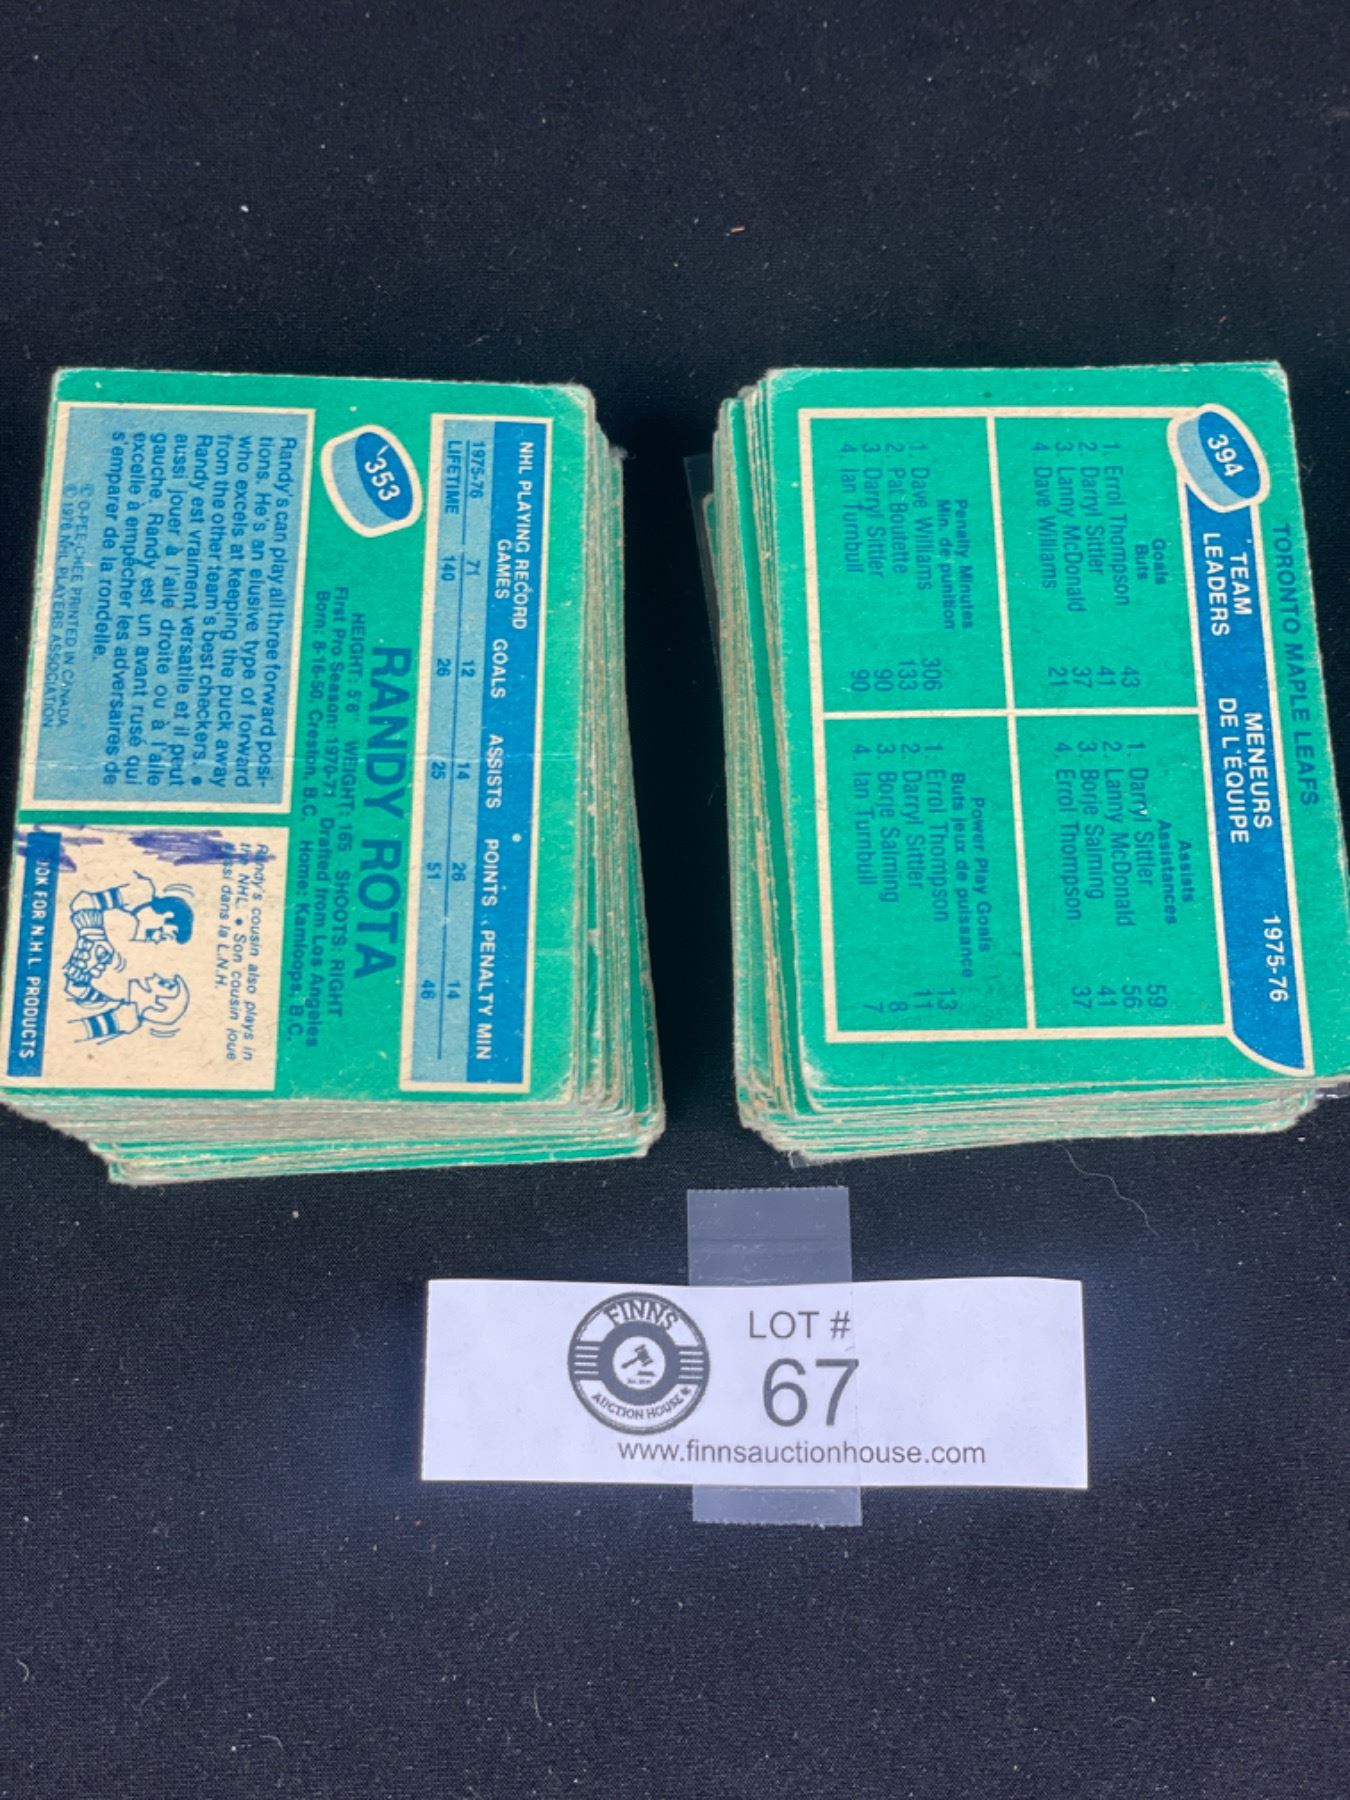 353
NHL PLAYING RECORD
GAMES GOALS ASSISTS POINTS PENALTY MIN
1975-76 71 12 14 26 14
LIFETIME 140 26 25 51 46
RANDY ROTA
HEIGHT: 5'8" WEIGHT: 165 SHOOTS: RIGHT
First Pro Season: 1970-71 Drafted from Los Angeles
Born: 8-16-50, Creston, B.C. Home: Kamloops, B.C.
Randy's can play all three forward posi-
tions. He's an elusive type of forward
who excels at keeping the puck away
from the other team's best checkers. •
Randy est vraiment versatile et il peut
aussi jouer à l'aile droite ou à l'aile
gauche. Randy est un avant rusé qui
excelle à empêcher les adversaires de
s'emparer de la rondelle.
© O-PEE-CHEE PRINTED IN CANADA
© 1976 NHL PLAYERS ASSOCIATION
Randy's cousin also plays in
the NHL. • Son cousin joue
aussi dans la L.N.H.
FOR N.H.L PRODUCTS
TORONTO MAPLE LEAFS
394
TEAM MENEURS 1975-76
LEADERS DE L'ÉQUIPE
Goals
Buts
1. Errol Thompson 43
2. Darryl Sittler 41
3. Lanny McDonald 37
4. Dave Williams 21
Assists
Assistances
1. Darryl Sittler 59
2. Lanny McDonald 56
3. Borje Salming 41
4. Errol Thompson 37
Penalty Minutes
Min. de punition
1. Dave Williams 306
2. Pat Boutette 133
3. Darryl Sittler 90
4. Ian Turnbull 90
Power Play Goals
Buts jeux de puissance
1. Errol Thompson 13
2. Darryl Sittler 11
3. Borje Salming 8
4. Ian Turnbull 7
FINNS
AUCTION HOUSE
LOT #
67
www.finnsauctionhouse.com